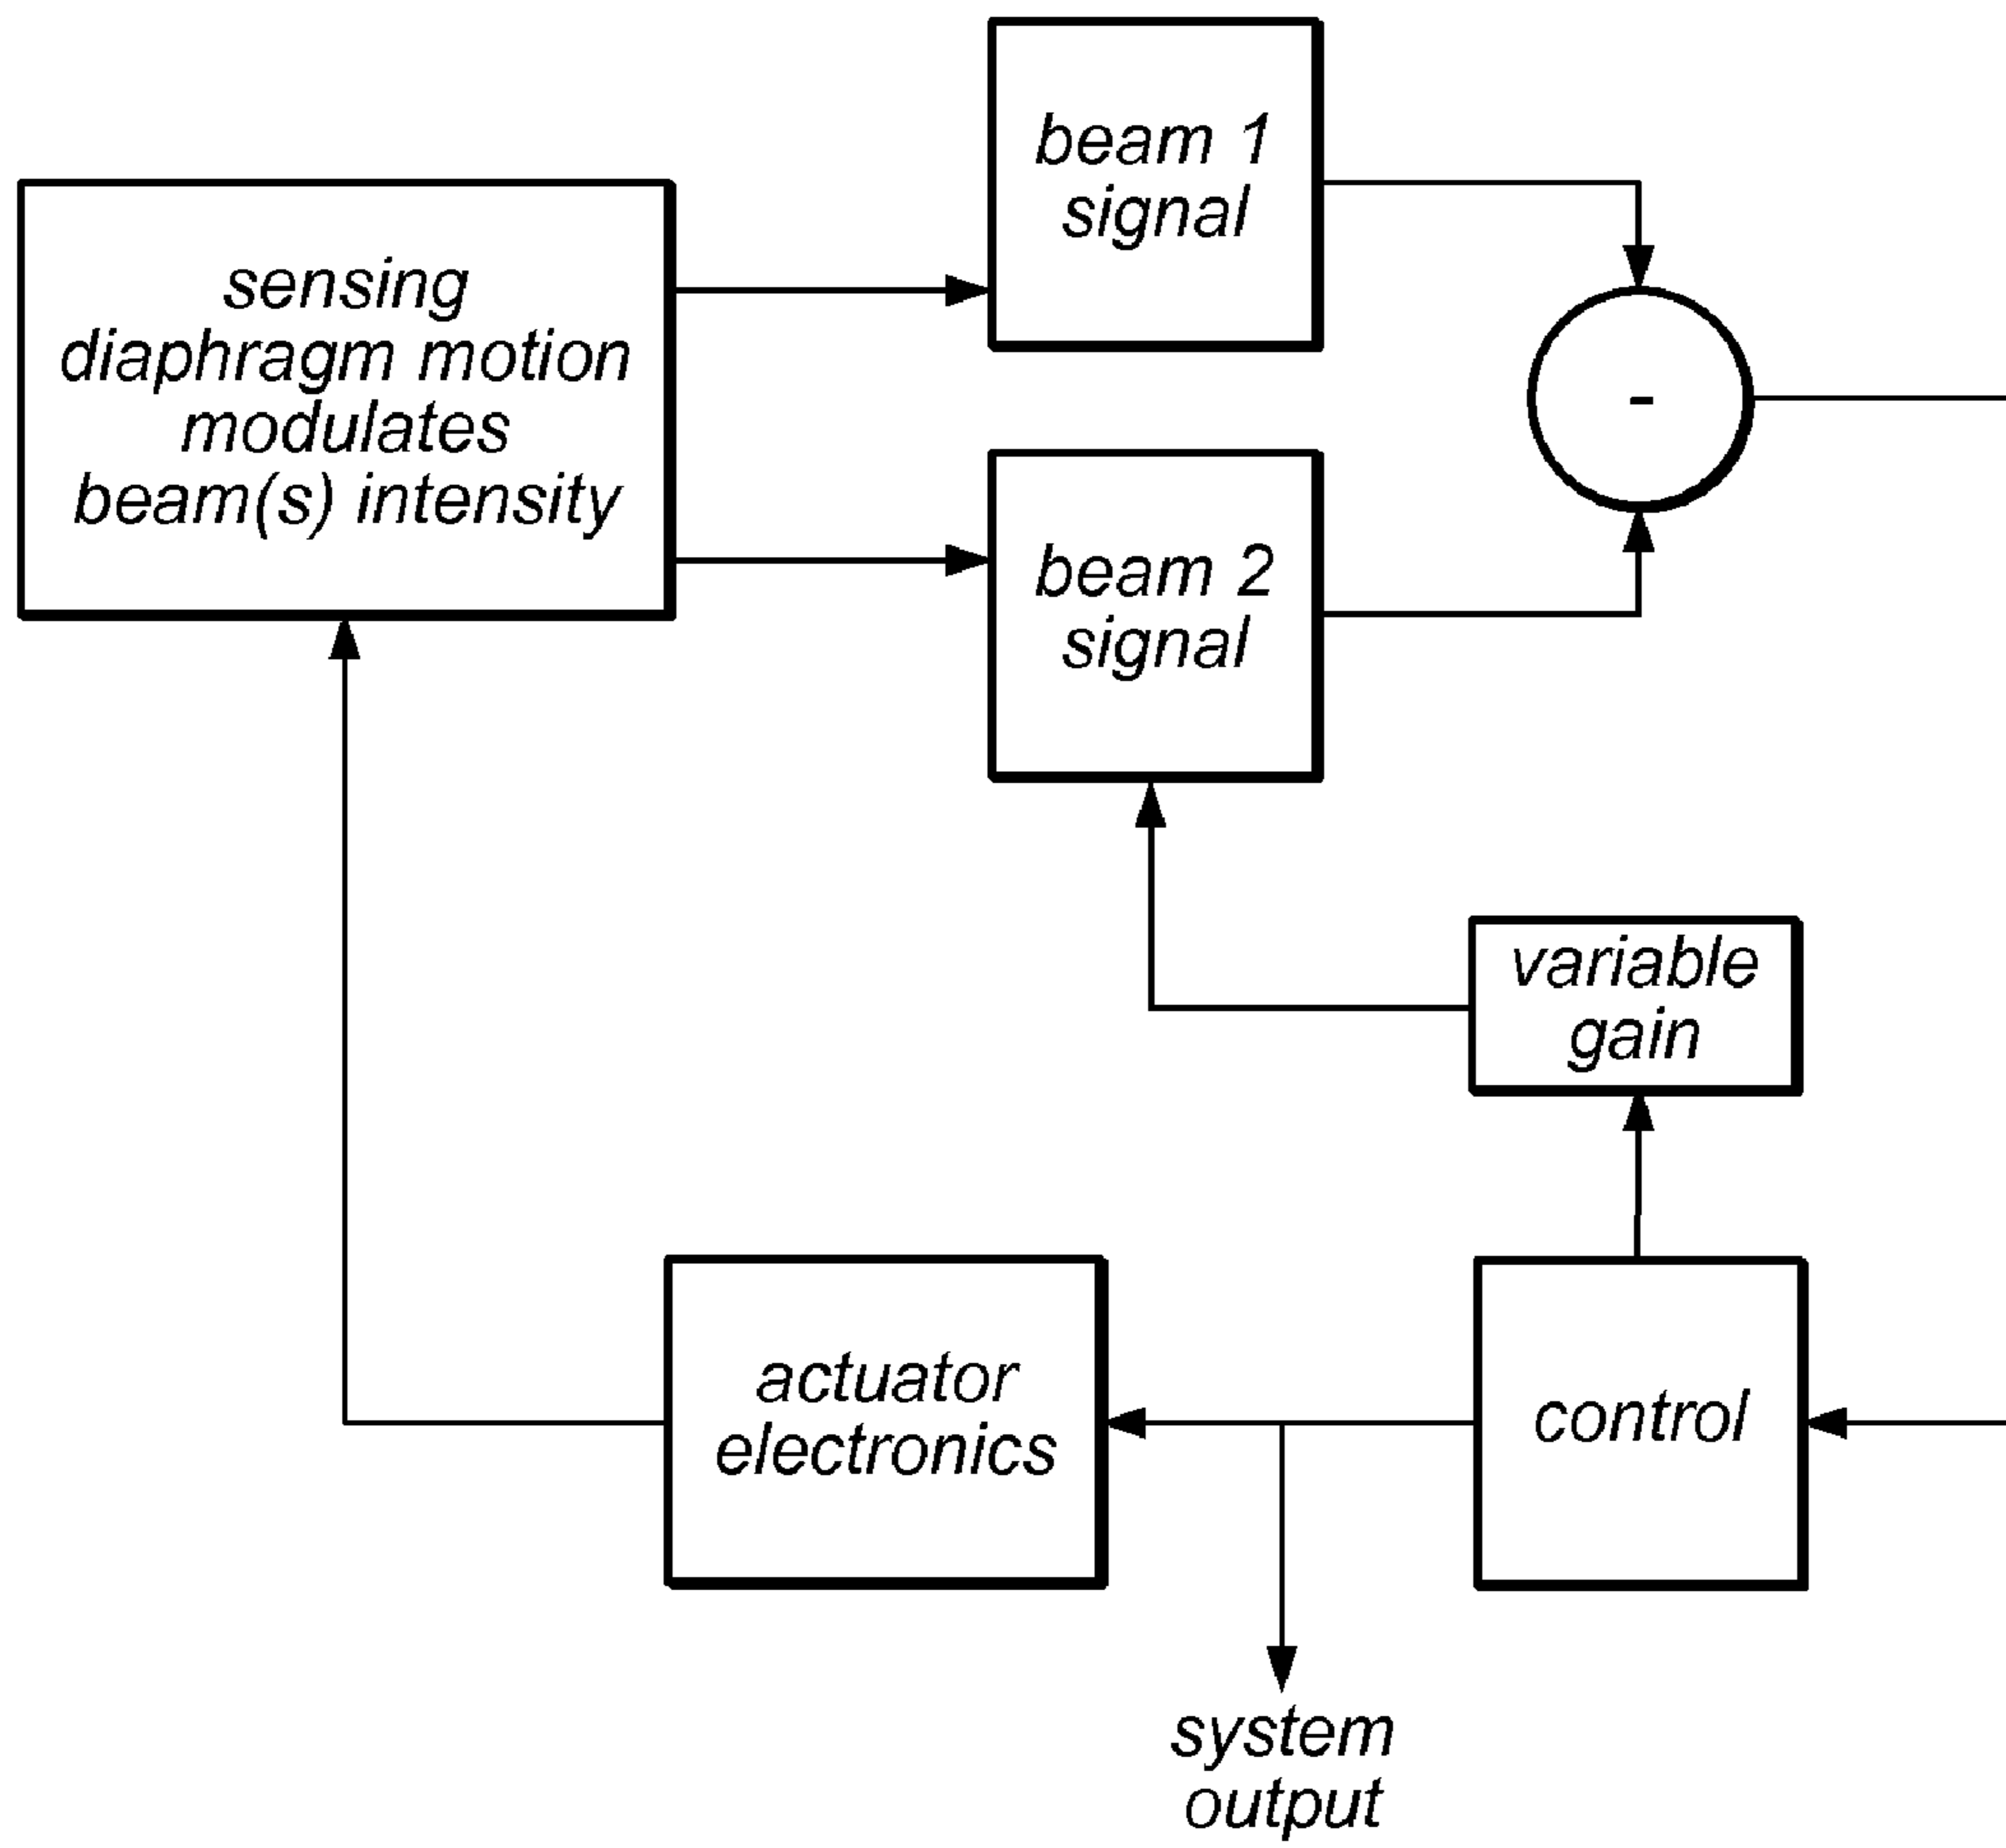 beam 1
signal
sensing
diaphragm motion
modulates
beam(s) intensity
-
beam 2
signal
variable
gain
actuator
electronics
control
system
output